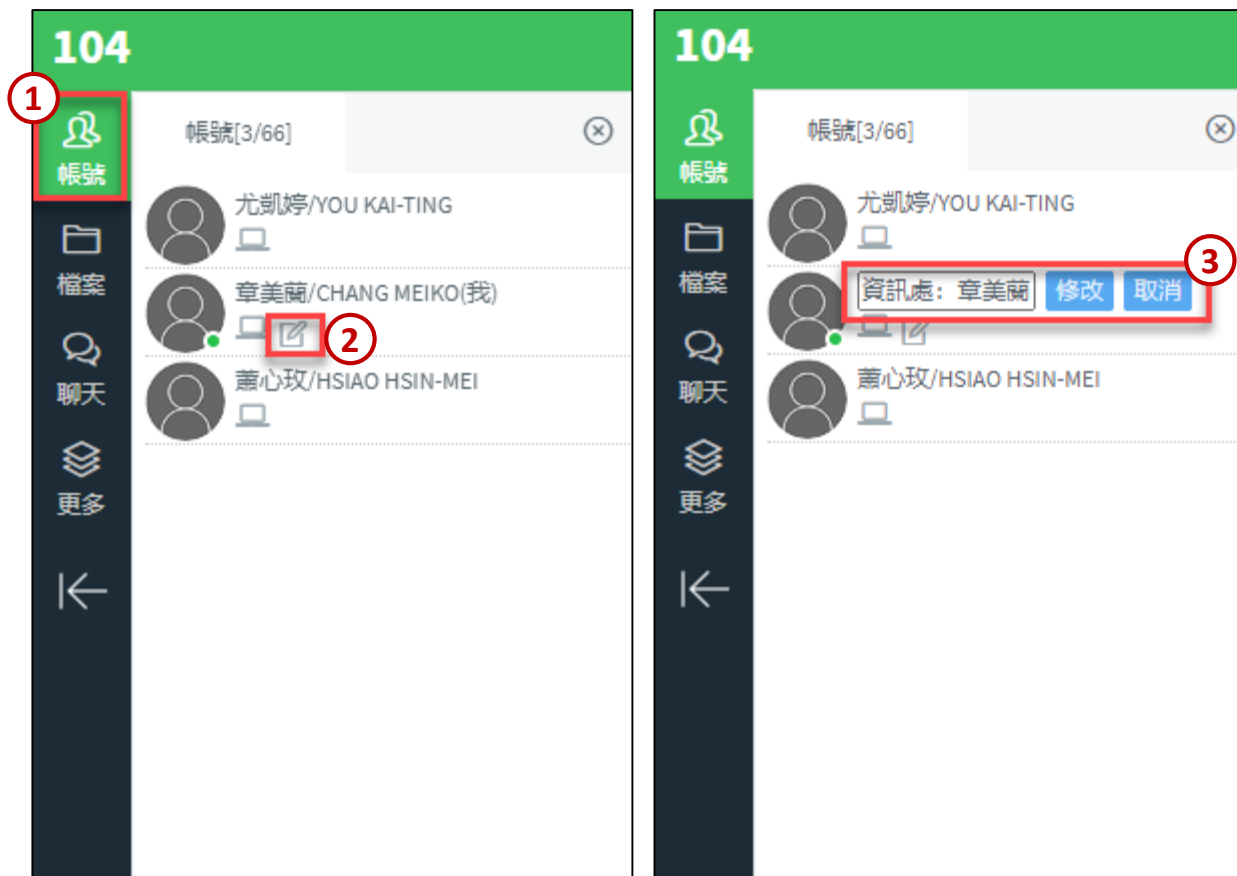 104
1
帳號
帳號[3/66]
尤凱婷/YOU KAI-TING
章美蘭/CHANG MEIKO(我)
2
蕭心玫/HSIAO HSIN-MEI
檔案
聊天
更多
104
帳號
帳號[3/66]
尤凱婷/YOU KAI-TING
3
資訊處: 章美蘭 修改 取消
蕭心玫/HSIAO HSIN-MEI
檔案
聊天
更多